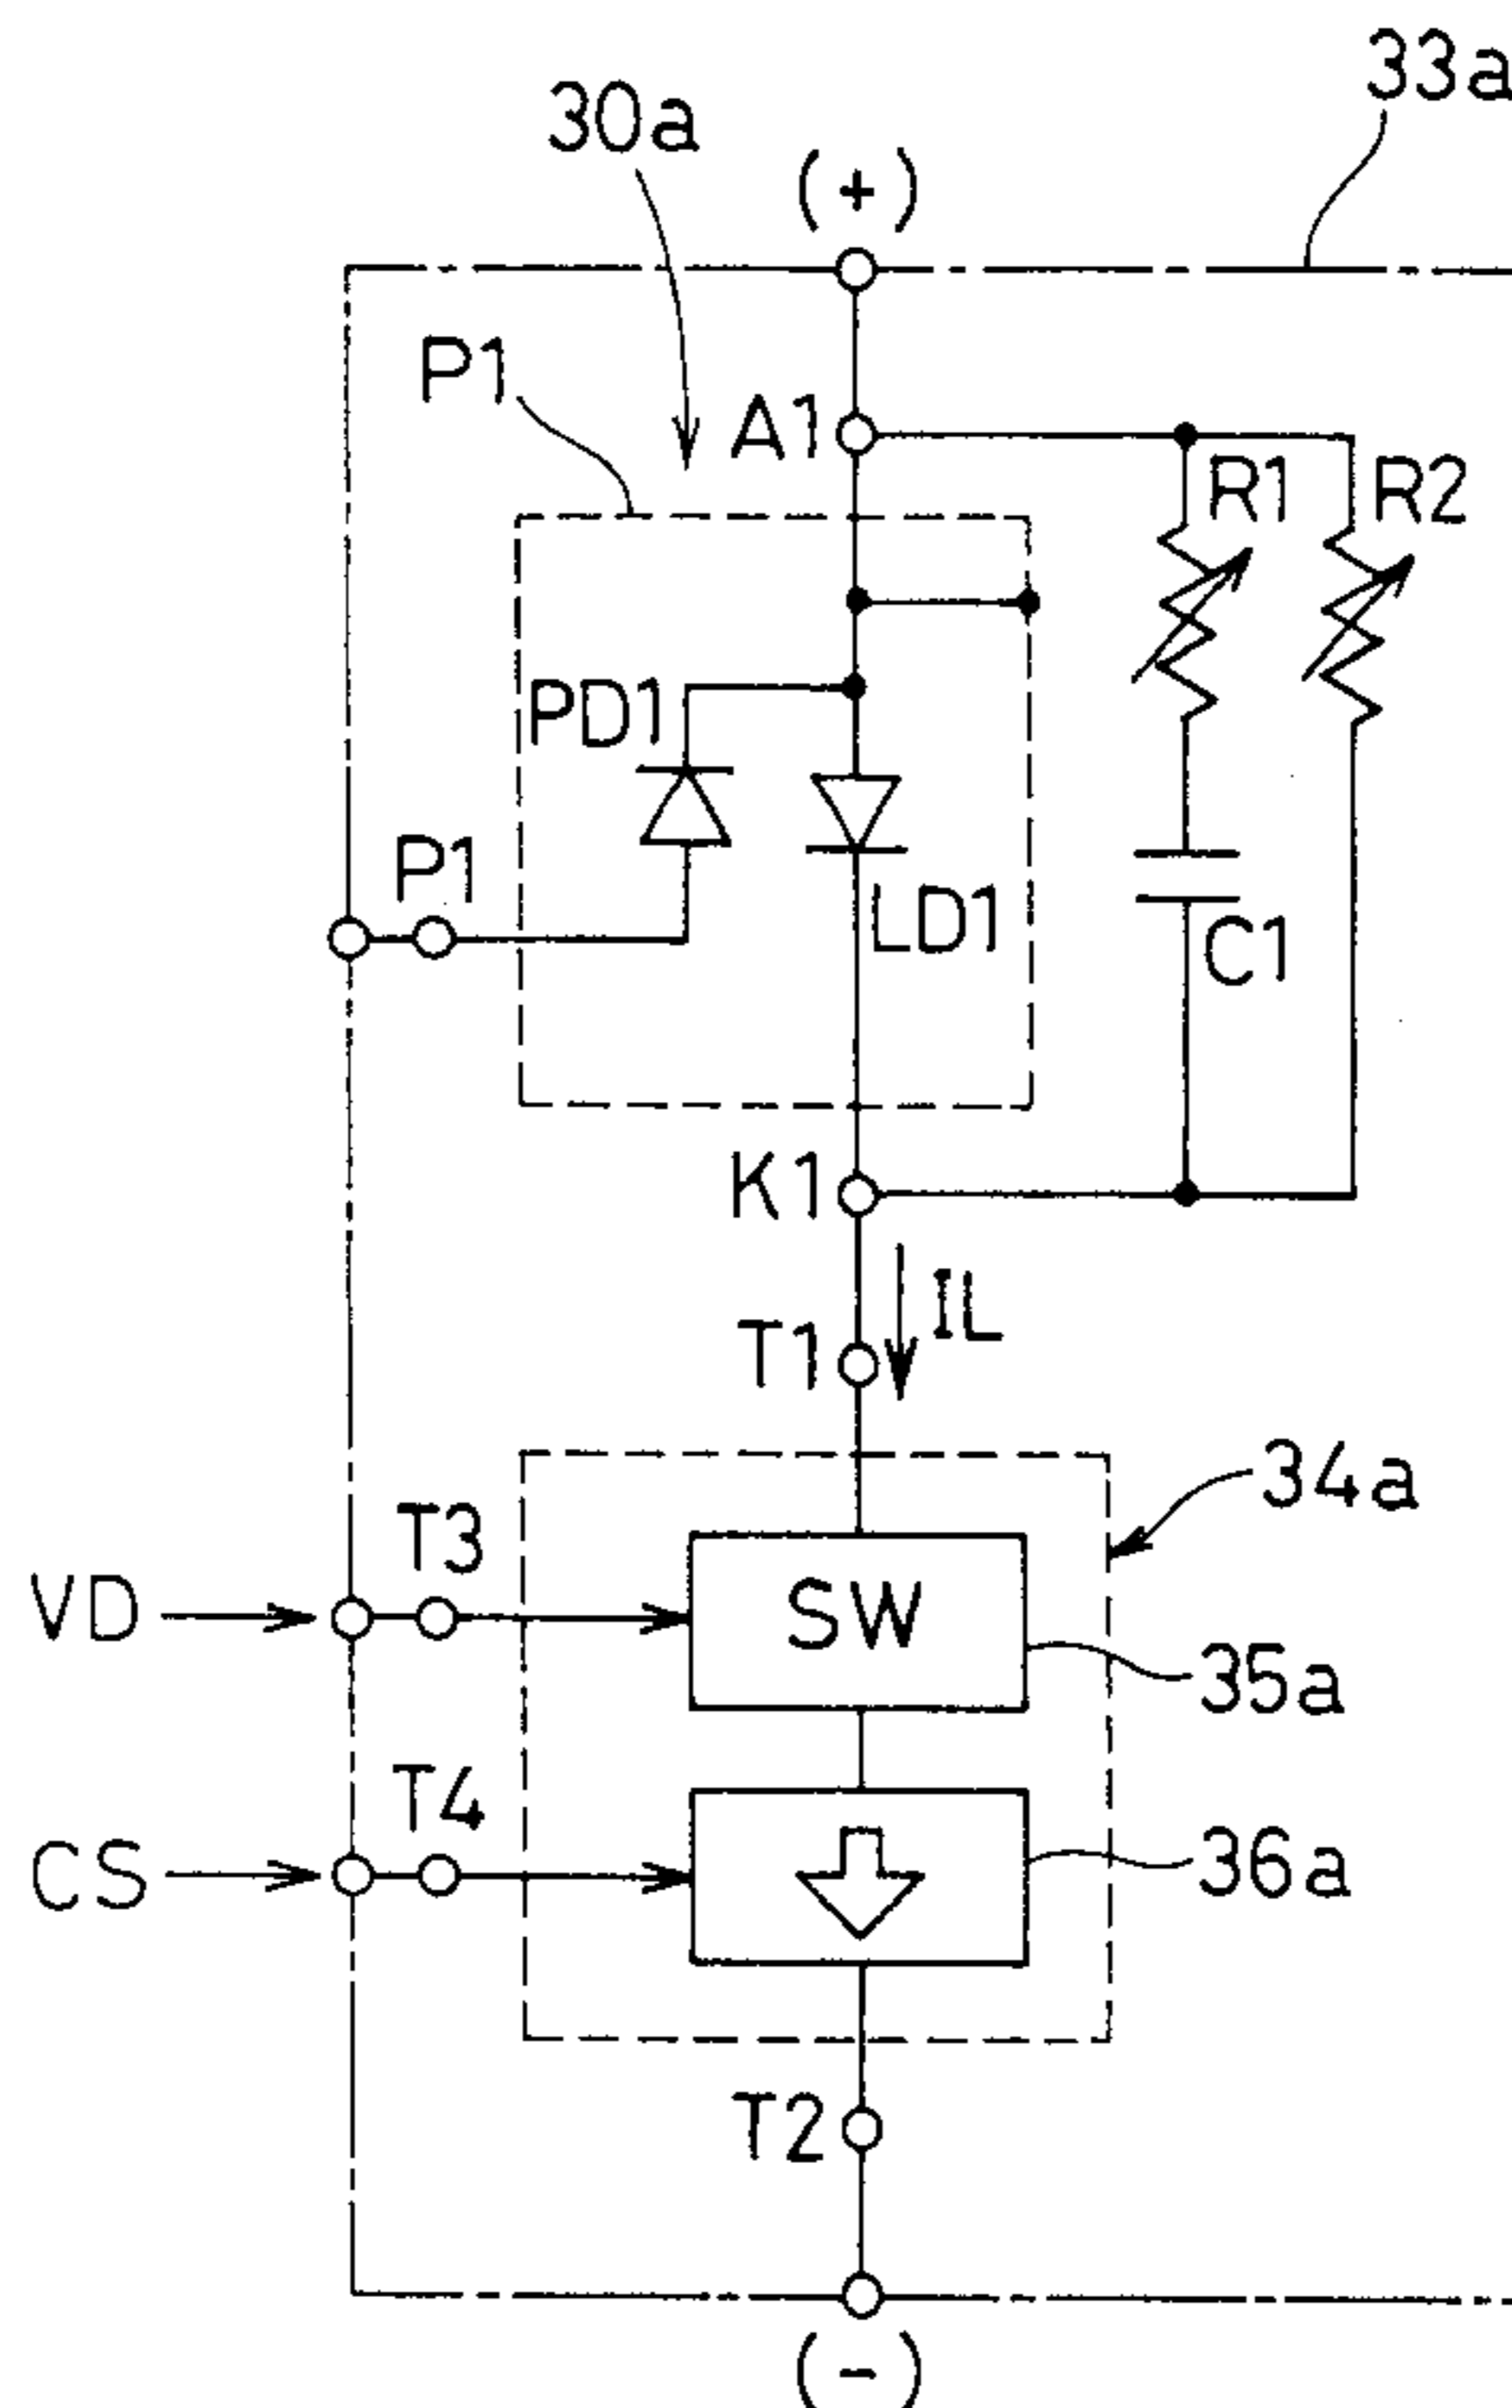 33a
30a
(+)
P1
A1
R1
R2
PD1
P1
LD1
C1
K1
IL
T1
34a
T3
VD
SW
35a
T4
CS
36a
T2
(-)